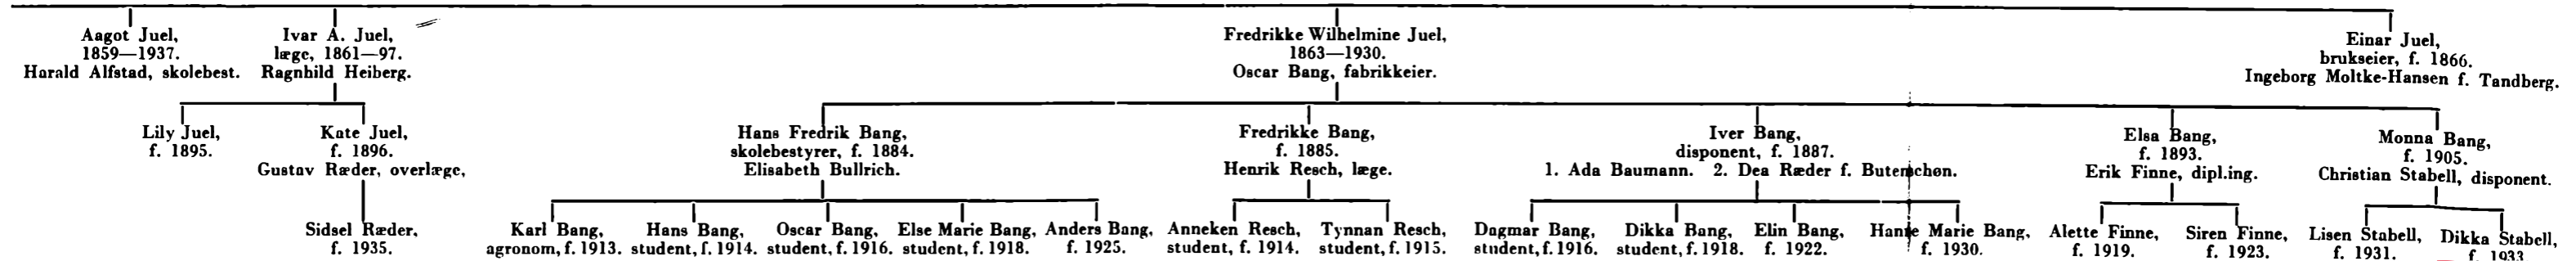 Aagot Juel,
1859—1937.
Harald Alfstad, skolebest.
Ivar A. Juel,
læge, 1861—97.
Ragnhild Heiberg.
Fredrikke Wilhelmine Juel,
1863—1930.
Oscar Bang, fabrikkeier.
Einar Juel,
brukseier, f. 1866.
Ingeborg Moltke-Hansen f. Tandberg.
Lily Juel,
f. 1895.
Kate Juel,
f. 1896.
Gustav Ræder, overlæge,
Hans Fredrik Bang,
skolebestyrer, f. 1884.
Elisabeth Bullrich.
Fredrikke Bang,
f. 1885.
Henrik Resch, læge.
Iver Bang,
disponent, f. 1887.
1. Ada Baumann. 2. Dea Ræder f. Butenschøn.
Elsa Bang,
f. 1893.
Erik Finne, dipl.ing.
Monna Bang,
f. 1905.
Christian Stabell, disponent.
Sidsel Ræder,
f. 1935.
Karl Bang,
agronom, f. 1913.
Hans Bang,
student, f. 1914.
Oscar Bang,
student, f. 1916.
Else Marie Bang,
student, f. 1918.
Anders Bang,
f. 1925.
Anneken Resch,
student, f. 1914.
Tynnan Resch,
student, f. 1915.
Dagmar Bang,
student, f. 1916.
Dikka Bang,
student, f. 1918.
Elin Bang,
f. 1922.
Hanne Marie Bang,
f. 1930.
Alette Finne,
f. 1919.
Siren Finne,
f. 1923.
Lisen Stabell,
f. 1931.
Dikka Stabell,
f. 1933